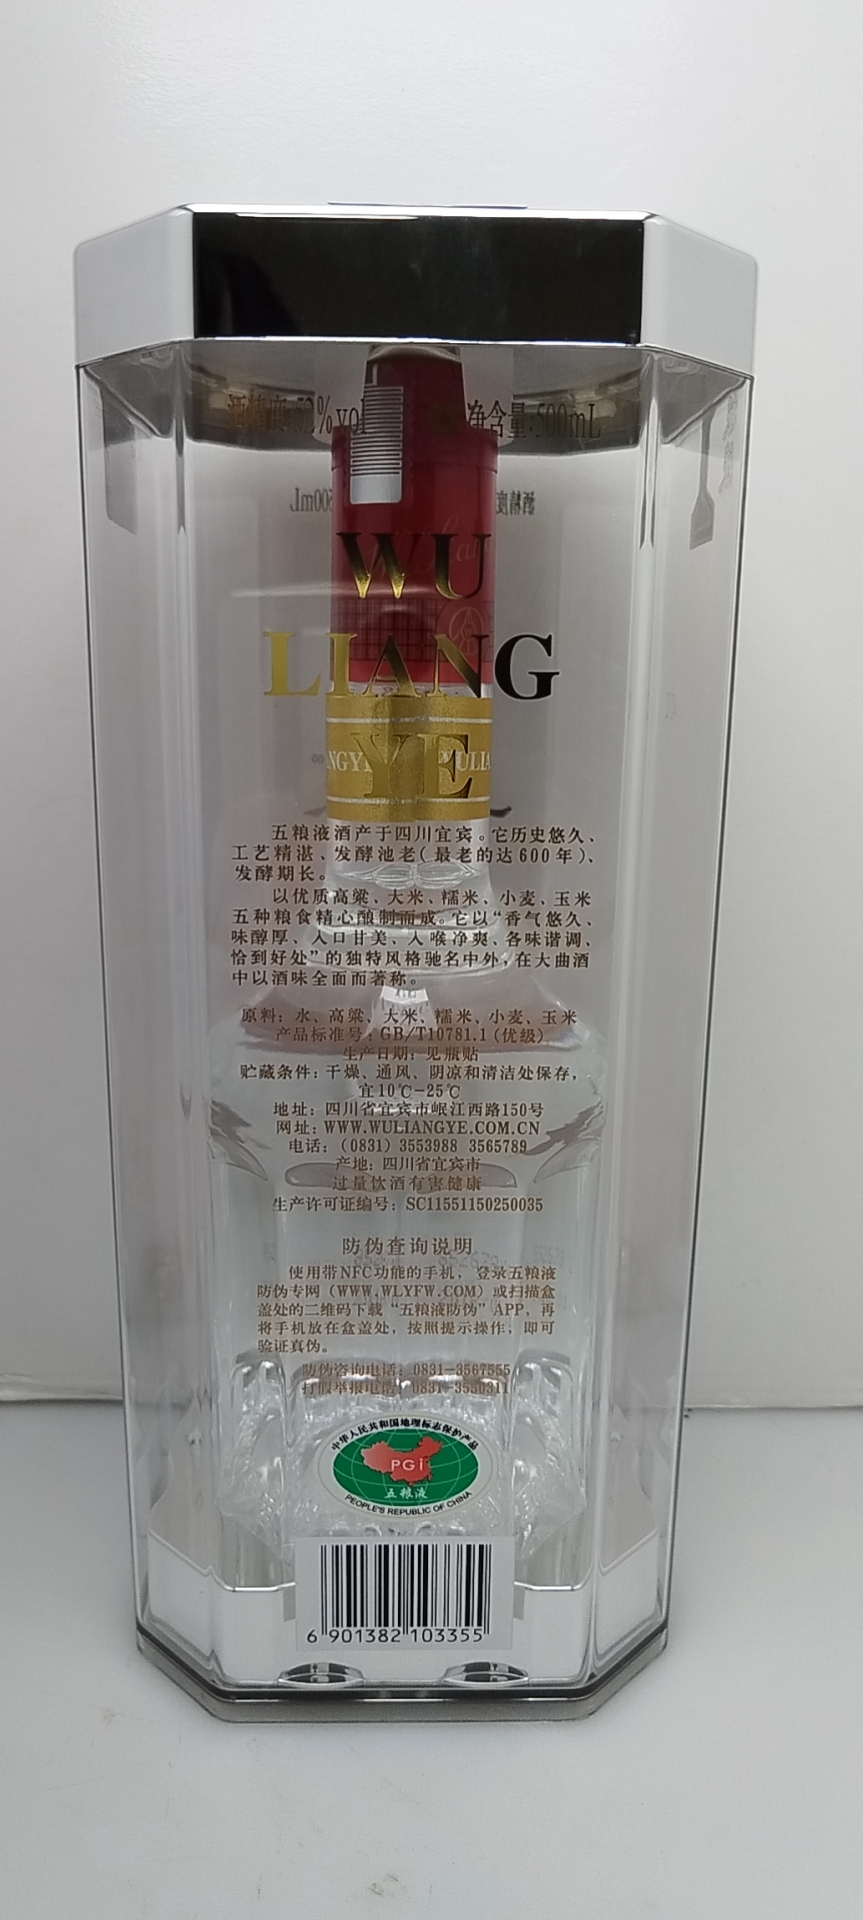 酒精度:52%vol 净含量:500mL
WU
LIANG
YE
五粮液酒产于四川宜宾。它历史悠久、
工艺精湛、发酵池老(最老的达600年)、
发酵期长。
以优质高粱、大米、糯米、小麦、玉米
五种粮食精心酿制而成。它以“香气悠久、
味醇厚、入口甘美、入喉净爽、各味谐调、
恰到好处”的独特风格驰名中外,在大曲酒
中以酒味全面而著称。
原料: 水、高粱、大米、糯米、小麦、玉米
产品标准号: GB/T10781.1(优级)
生产日期: 见瓶贴
贮藏条件: 干燥、通风、阴凉和清洁处保存,
宜10℃-25℃
地址: 四川省宜宾市岷江西路150号
网址: WWW.WULIANGYE.COM.CN
电话: (0831) 3553988 3565789
产地: 四川省宜宾市
过量饮酒有害健康
生产许可证编号: SC11551150250035
防伪查询说明
使用带NFC功能的手机, 登录五粮液
防伪专网 (WWW.WLYFW.COM) 或扫描盒
盖处的二维码下载 “五粮液防伪” APP, 再
将手机放在盒盖处, 按照提示操作, 即可
验证真伪。
防伪咨询电话: 0831-3567555
打假举报电话: 0831-3550311
中华人民共和国地理标志保护产品
PGI
五粮液
PEOPLE'S REPUBLIC OF CHINA
6 901382 103355